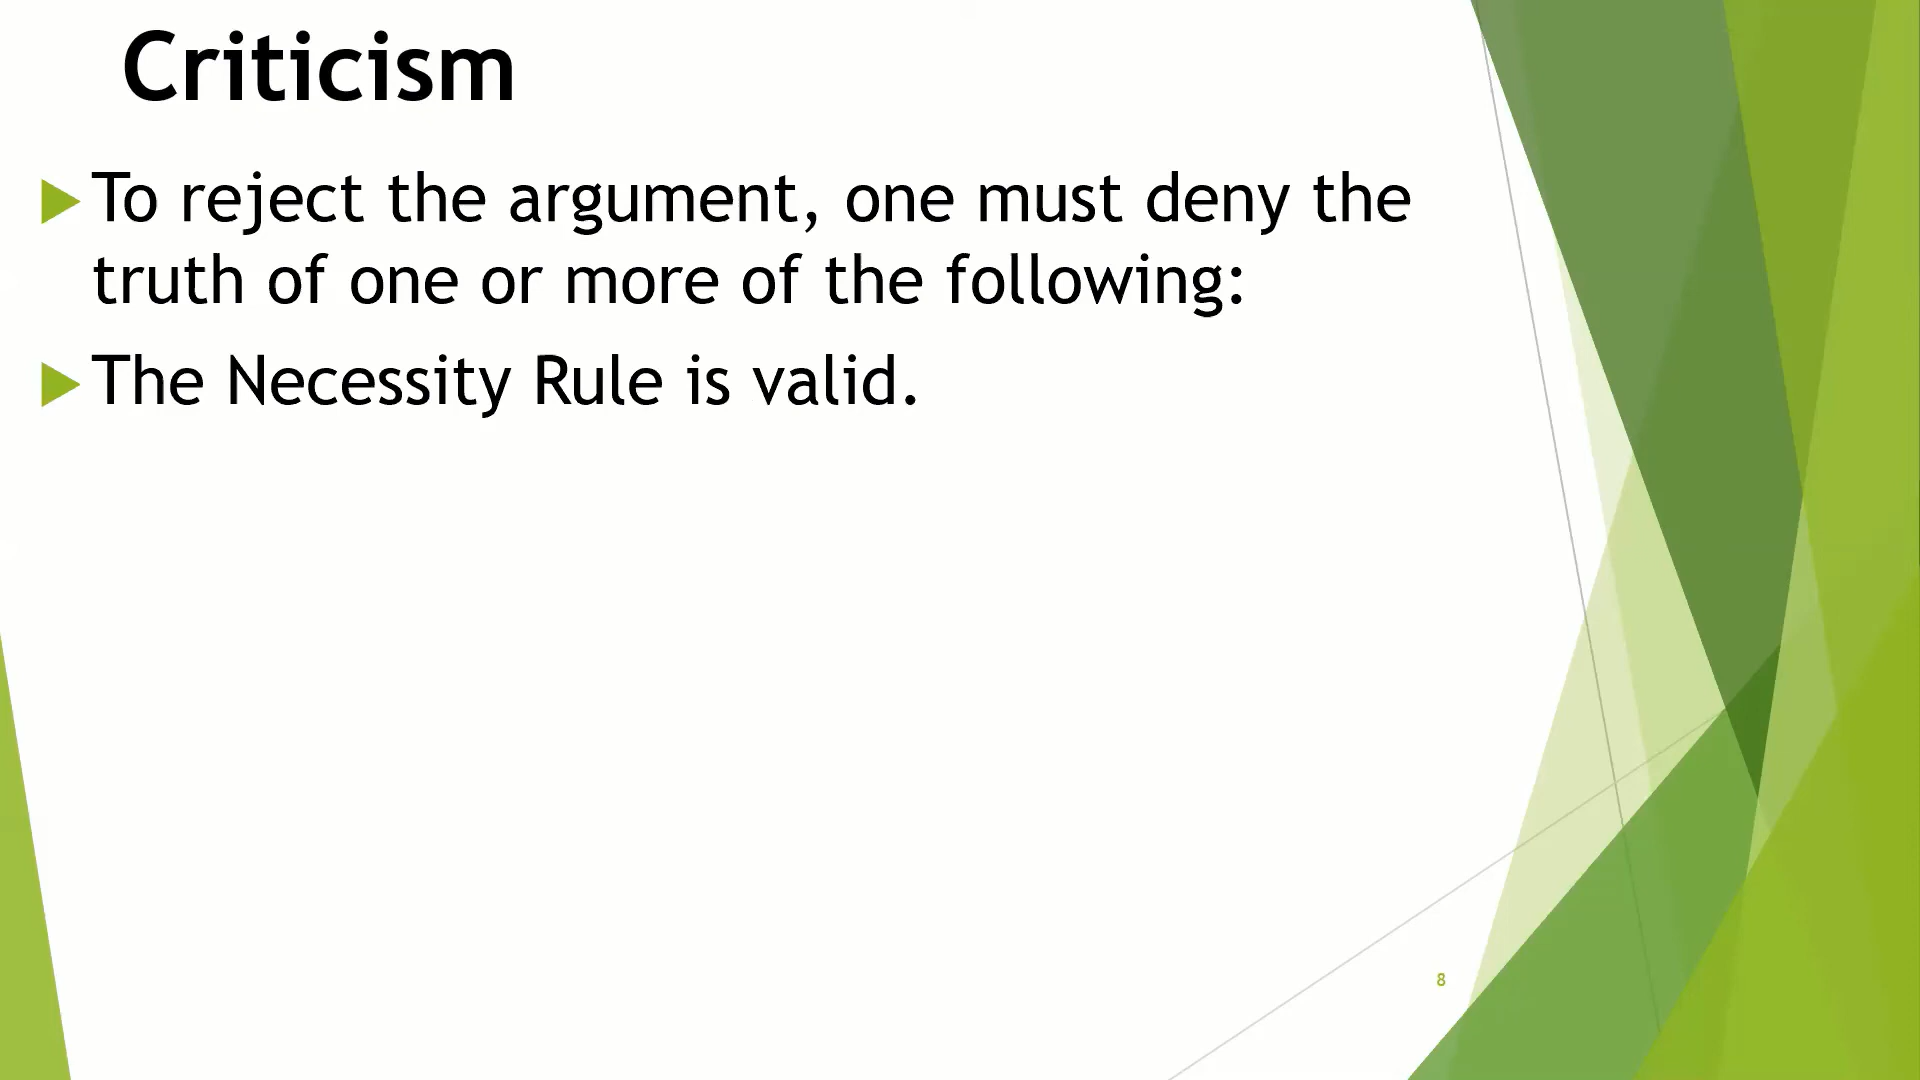 Criticism
To reject the argument, one must deny the
truth of one or more of the following:
The Necessity Rule is valid.
8